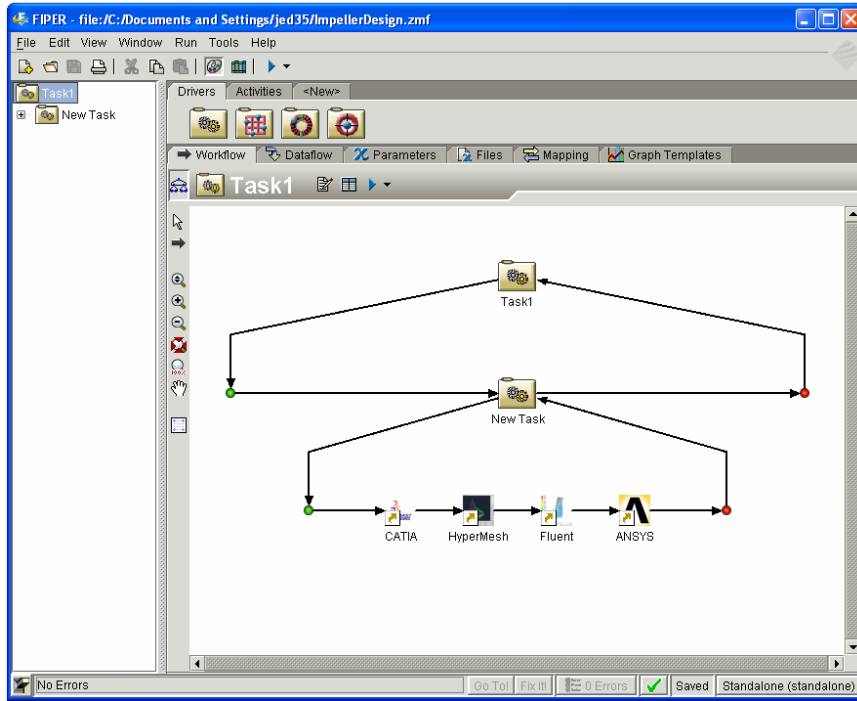 FIPER - file:/C:/Documents and Settings/jed35/ImpellerDesign.zmf
File Edit View Window Run Tools Help
Task1
New Task
Drivers Activities <New>
Workflow Dataflow Parameters Files Mapping Graph Templates
Task1
100%
Task1
New Task
CATIA HyperMesh Fluent ANSYS
No Errors Go To! Fix It! 0 Errors Saved Standalone (standalone)